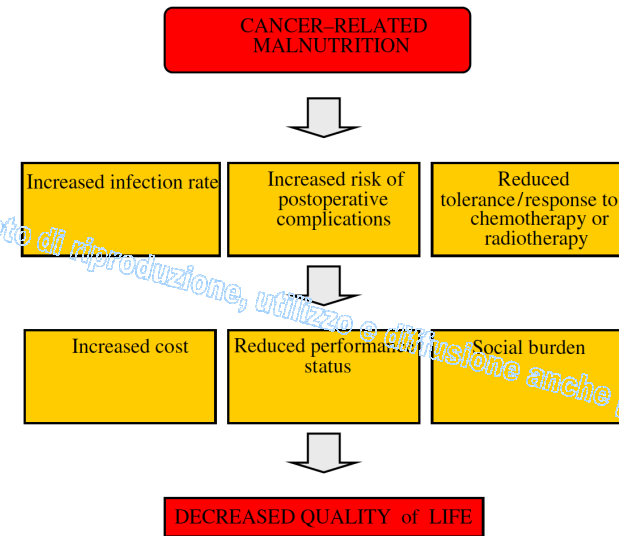 CANCER–RELATED
MALNUTRITION
Increased infection rate
Increased risk of
postoperative
complications
Reduced
tolerance/response to
chemotherapy or
radiotherapy
di riproduzione, utilizzo e diffusione anche
Increased cost
Reduced performance
status
Social burden
DECREASED QUALITY of LIFE